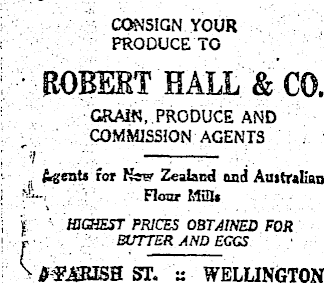 CONSIGN YOUR
PRODUCE TO
ROBERT HALL & CO.
GRAIN, PRODUCE AND
COMMISSION AGENTS
Agents for New Zealand and Australian
Flour Mills
HIGHEST PRICES OBTAINED FOR
BUTTER AND EGGS
FARISH ST. :: WELLINGTON